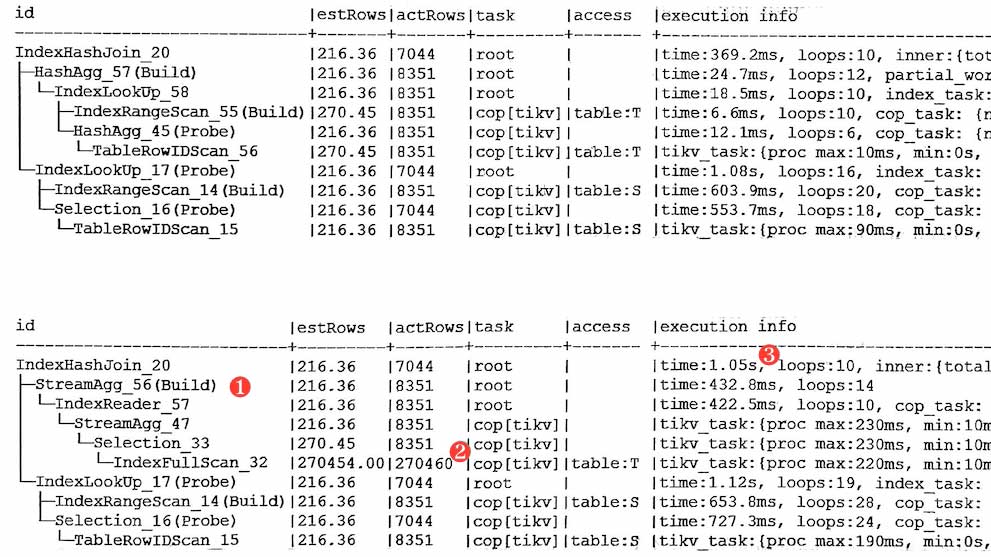 id |estRows|actRows|task |access |execution info
IndexHashJoin_20 |216.36 |7044 |root | |time:369.2ms, loops:10, inner:{tot
├─HashAgg_57(Build) |216.36 |8351 |root | |time:24.7ms, loops:12, partial_wor
└─IndexLookUp_58 |216.36 |8351 |root | |time:18.5ms, loops:10, index_task:
├─IndexRangeScan_55(Build)|270.45 |8351 |cop[tikv]|table:T |time:6.6ms, loops:10, cop_task: {n
└─HashAgg_45(Probe) |216.36 |8351 |cop[tikv]| |time:12.1ms, loops:6, cop_task: {n
└─TableRowIDScan_56 |270.45 |8351 |cop[tikv]|table:T |tikv_task:{proc max:10ms, min:0s,
└─IndexLookUp_17(Probe) |216.36 |7044 |root | |time:1.08s, loops:16, index_task:
├─IndexRangeScan_14(Build) |216.36 |8351 |cop[tikv]|table:S |time:603.9ms, loops:20, cop_task:
└─Selection_16(Probe) |216.36 |7044 |cop[tikv]| |time:553.7ms, loops:18, cop_task:
└─TableRowIDScan_15 |216.36 |8351 |cop[tikv]|table:S |tikv_task:{proc max:90ms, min:0s,
id |estRows |actRows|task |access |execution info
IndexHashJoin_20 |216.36 |7044 |root | |time:1.05s, ❸ loops:10, inner:{total
├─StreamAgg_56(Build) ❶ |216.36 |8351 |root | |time:432.8ms, loops:14
└─IndexReader_57 |216.36 |8351 |root | |time:422.5ms, loops:10, cop_task:
└─StreamAgg_47 |216.36 |8351 |cop[tikv]| |tikv_task:{proc max:230ms, min:10m
└─Selection_33 |270.45 |8351 ❷ |cop[tikv]| |tikv_task:{proc max:230ms, min:10m
└─IndexFullScan_32 |270454.00|270460 |cop[tikv]|table:T |tikv_task:{proc max:220ms, min:10m
└─IndexLookUp_17(Probe) |216.36 |7044 |root | |time:1.12s, loops:19, index_task:
├─IndexRangeScan_14(Build)|216.36 |8351 |cop[tikv]|table:S |time:653.8ms, loops:28, cop_task:
└─Selection_16(Probe) |216.36 |7044 |cop[tikv]| |time:727.3ms, loops:24, cop_task:
└─TableRowIDScan_15 |216.36 |8351 |cop[tikv]|table:S |tikv_task:{proc max:190ms, min:0s,